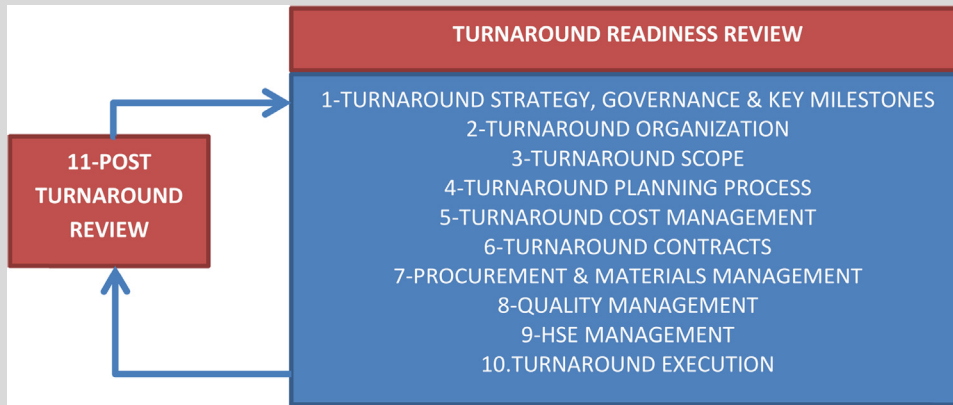 TURNAROUND READINESS REVIEW
1-TURNAROUND STRATEGY, GOVERNANCE & KEY MILESTONES
2-TURNAROUND ORGANIZATION
3-TURNAROUND SCOPE
4-TURNAROUND PLANNING PROCESS
5-TURNAROUND COST MANAGEMENT
6-TURNAROUND CONTRACTS
7-PROCUREMENT & MATERIALS MANAGEMENT
8-QUALITY MANAGEMENT
9-HSE MANAGEMENT
10.TURNAROUND EXECUTION
11-POST
TURNAROUND
REVIEW